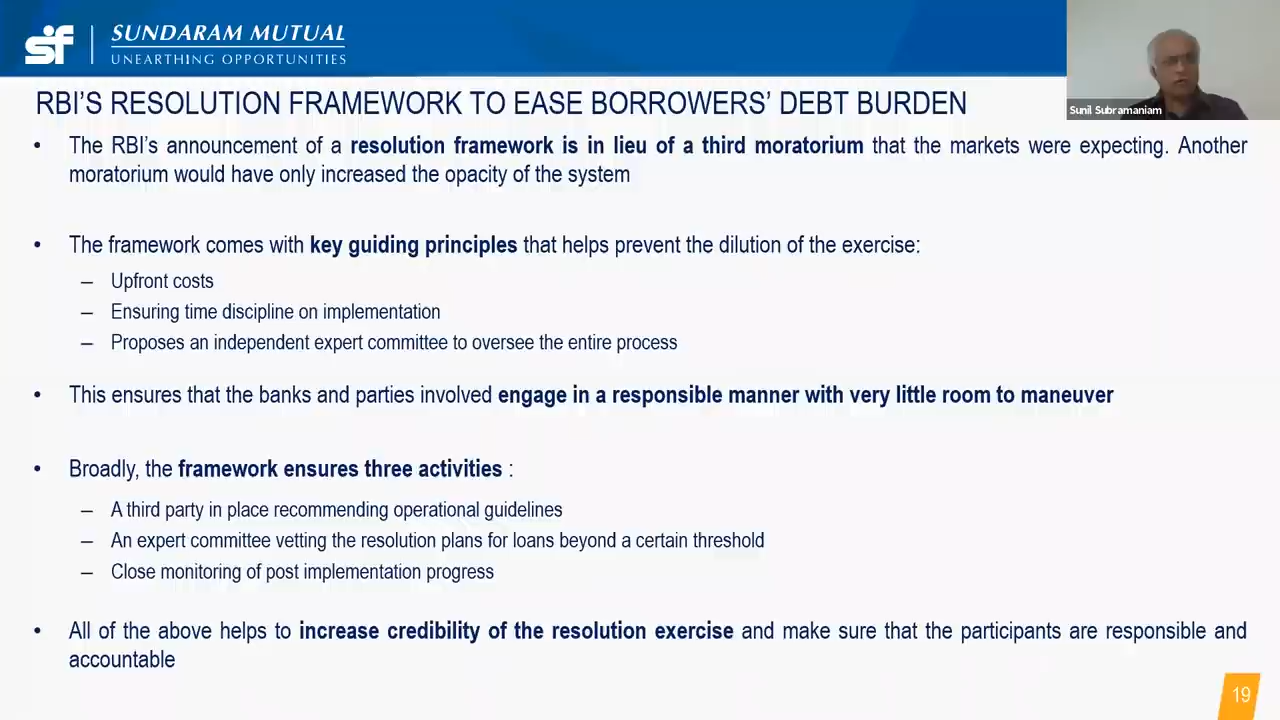 sf
SUNDARAM MUTUAL
UNEARTHING OPPORTUNITIES
Sunil Subramaniam
RBI'S RESOLUTION FRAMEWORK TO EASE BORROWERS' DEBT BURDEN
• The RBI's announcement of a resolution framework is in lieu of a third moratorium that the markets were expecting. Another
moratorium would have only increased the opacity of the system
• The framework comes with key guiding principles that helps prevent the dilution of the exercise:
– Upfront costs
– Ensuring time discipline on implementation
– Proposes an independent expert committee to oversee the entire process
• This ensures that the banks and parties involved engage in a responsible manner with very little room to maneuver
• Broadly, the framework ensures three activities :
– A third party in place recommending operational guidelines
– An expert committee vetting the resolution plans for loans beyond a certain threshold
– Close monitoring of post implementation progress
• All of the above helps to increase credibility of the resolution exercise and make sure that the participants are responsible and
accountable
19